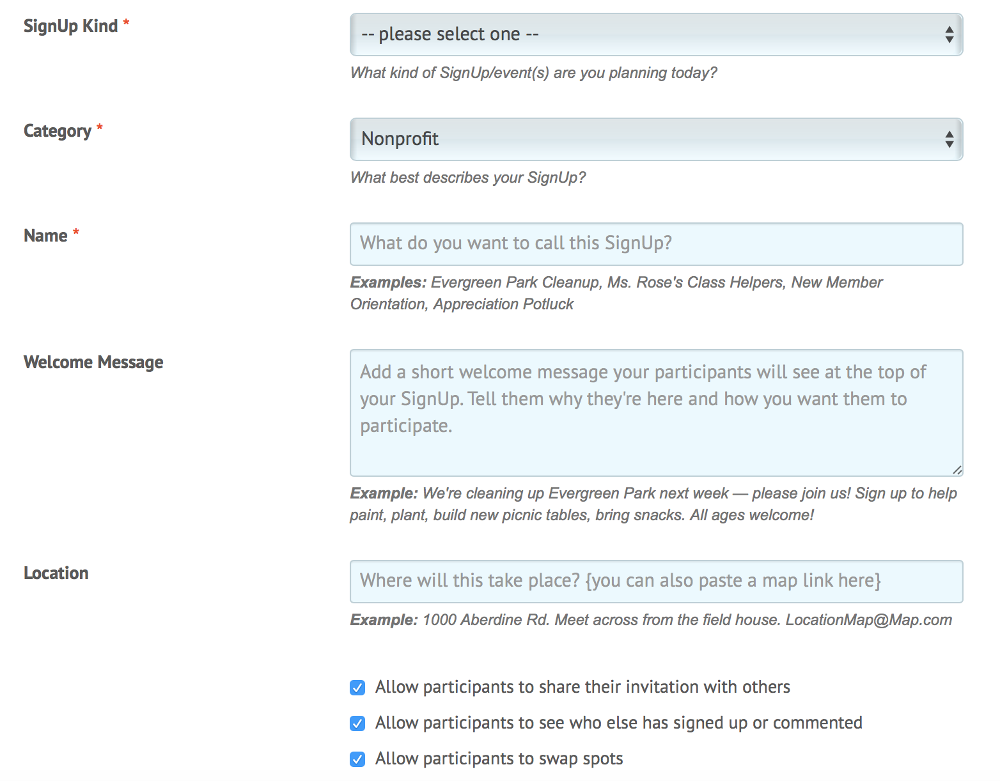 SignUp Kind *
-- please select one --
What kind of SignUp/event(s) are you planning today?
Category *
Nonprofit
What best describes your SignUp?
Name *
What do you want to call this SignUp?
Examples: Evergreen Park Cleanup, Ms. Rose's Class Helpers, New Member
Orientation, Appreciation Potluck
Welcome Message
Add a short welcome message your participants will see at the top of
your SignUp. Tell them why they're here and how you want them to
participate.
Example: We're cleaning up Evergreen Park next week — please join us! Sign up to help
paint, plant, build new picnic tables, bring snacks. All ages welcome!
Location
Where will this take place? {you can also paste a map link here}
Example: 1000 Aberdine Rd. Meet across from the field house. LocationMap@Map.com
Allow participants to share their invitation with others
Allow participants to see who else has signed up or commented
Allow participants to swap spots